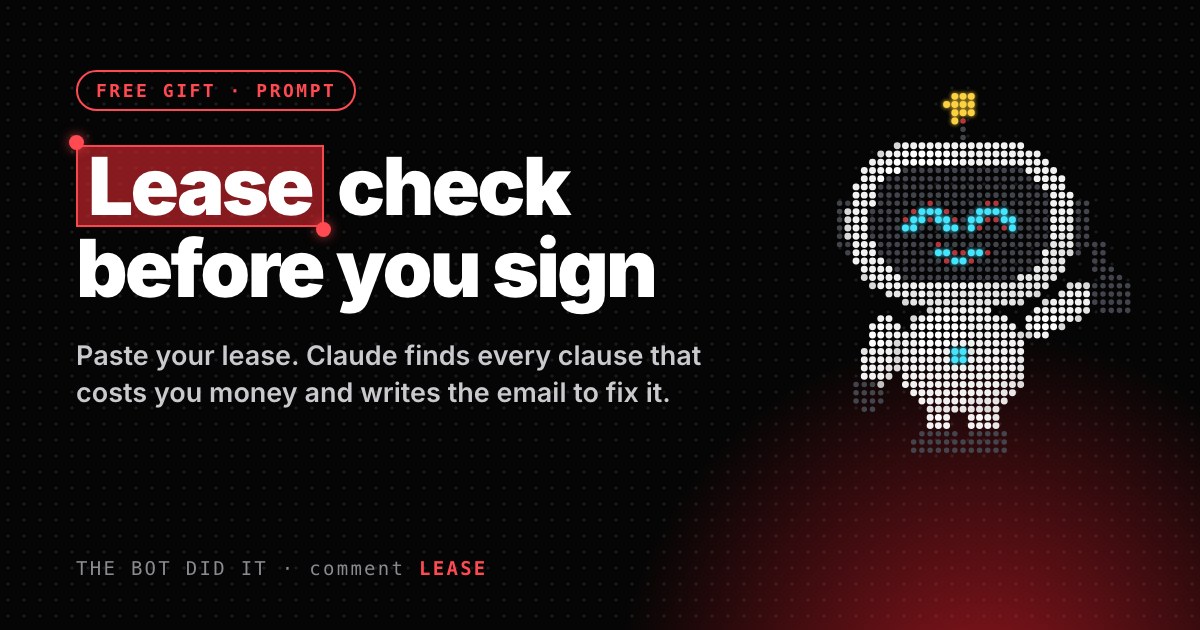 FREE GIFT · PROMPT
Lease check
before you sign
Paste your lease. Claude finds every clause that
costs you money and writes the email to fix it.
THE BOT DID IT · comment LEASE